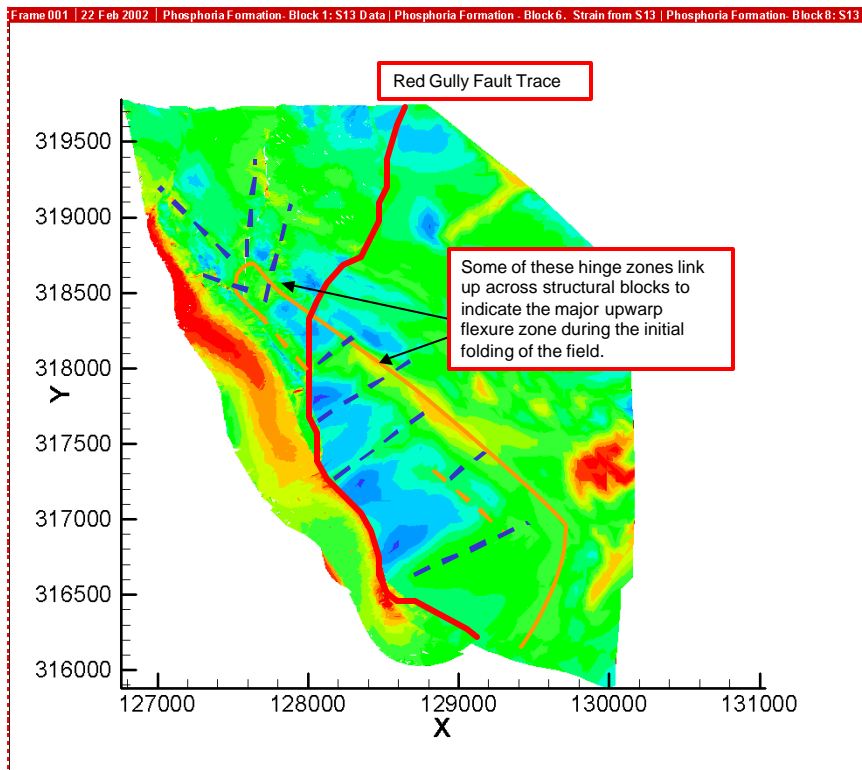 Frame 001 | 22 Feb 2002 | Phosphoria Formation- Block 1: S13 Data | Phosphoria Formation - Block 6. Strain from S13 | Phosphoria Formation- Block 8: S13
Red Gully Fault Trace
319500
319000
Some of these hinge zones link
up across structural blocks to
indicate the major upwarp
flexure zone during the initial
folding of the field.
318500
318000
Y
317500
317000
316500
316000
127000 128000 129000 130000 131000
X